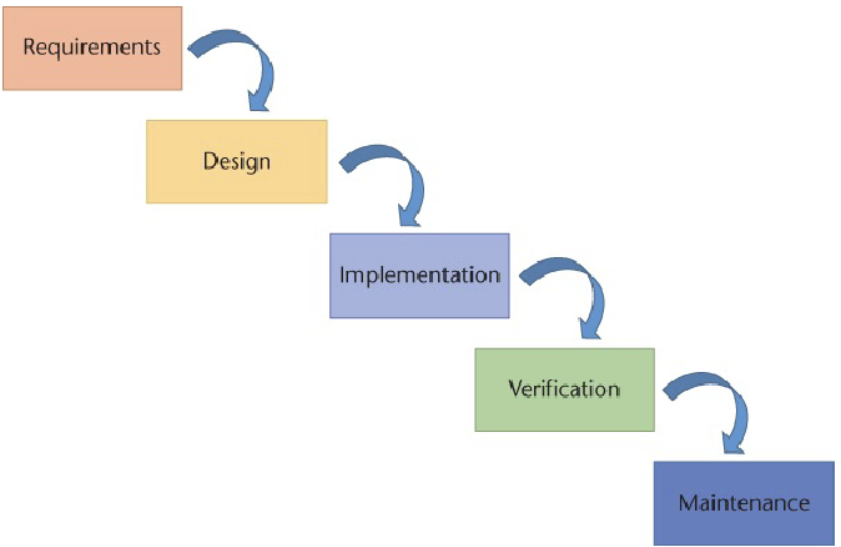 Requirements
Design
Implementation
Verification
Maintenance